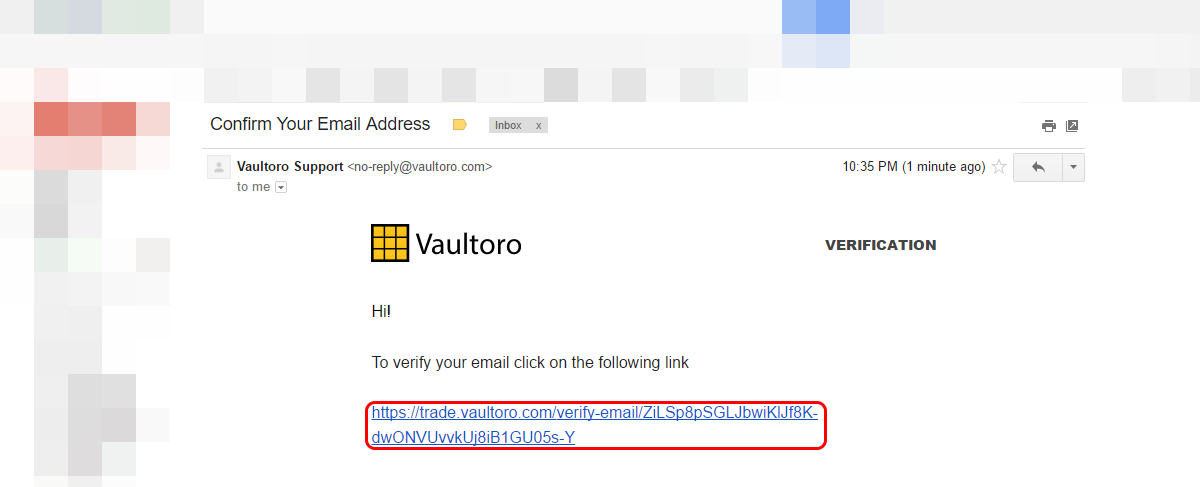 Confirm Your Email Address Inbox x
Vaultoro Support <no-reply@vaultoro.com> 10:35 PM (1 minute ago)
to me
Vaultoro VERIFICATION
Hi!
To verify your email click on the following link
https://trade.vaultoro.com/verify-email/ZiLSp8pSGLJbwiKlJf8K-
dwONVUvvkUj8iB1GU05s-Y